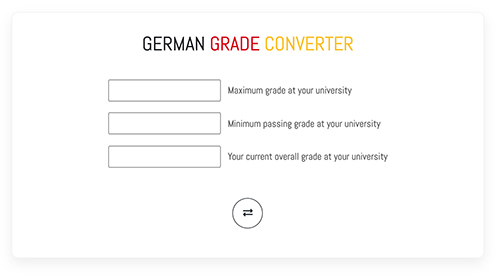 GERMAN GRADE CONVERTER
Maximum grade at your university
Minimum passing grade at your university
Your current overall grade at your university